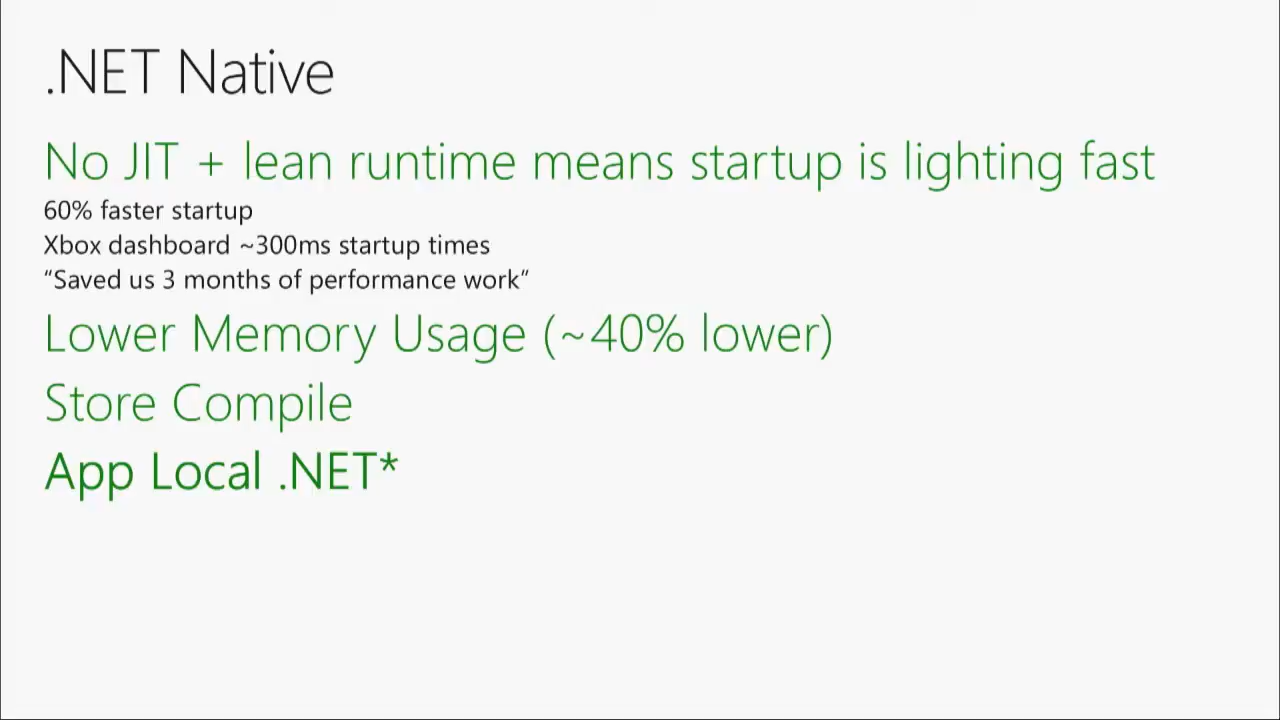 .NET Native
No JIT + lean runtime means startup is lighting fast
60% faster startup
Xbox dashboard ~300ms startup times
“Saved us 3 months of performance work”
Lower Memory Usage (~40% lower)
Store Compile
App Local .NET*